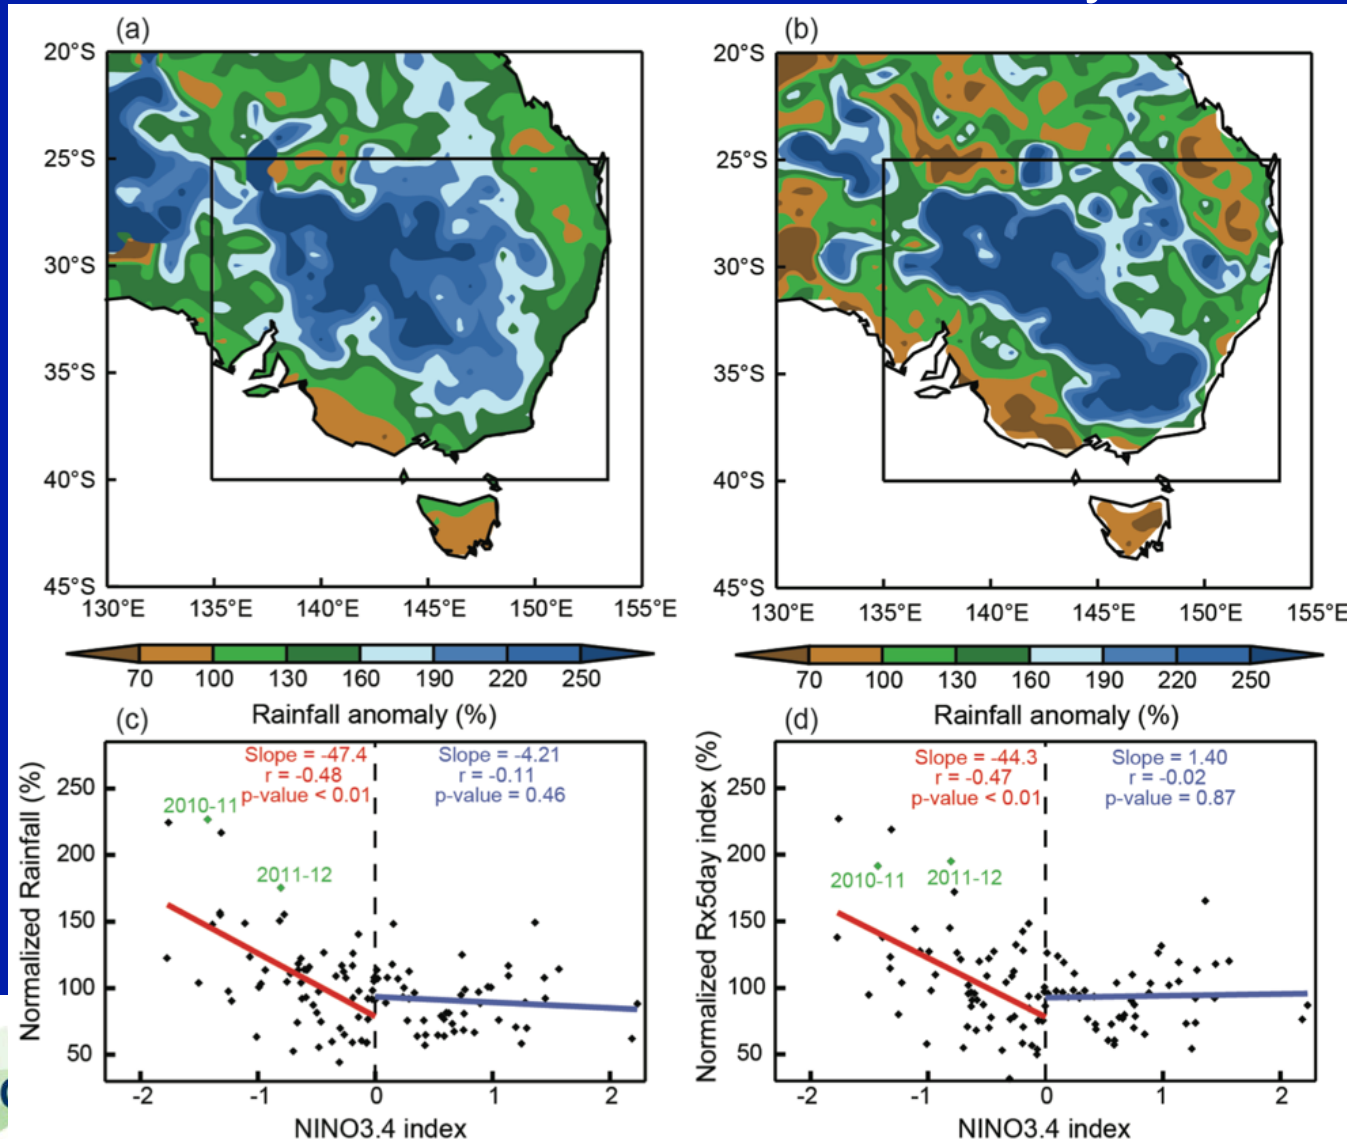 (a)
(b)
20°S
25°S
30°S
35°S
40°S
45°S
130°E 135°E 140°E 145°E 150°E 155°E
20°S
25°S
30°S
35°S
40°S
45°S
130°E 135°E 140°E 145°E 150°E 155°E
70 100 130 160 190 220 250
Rainfall anomaly (%)
70 100 130 160 190 220 250
Rainfall anomaly (%)
(c)
Slope = -47.4
r = -0.48
p-value < 0.01
Slope = -4.21
r = -0.11
p-value = 0.46
2010-11
2011-12
Normalized Rainfall (%)
250
200
150
100
50
-2 -1 0 1 2
NINO3.4 index
(d)
Slope = -44.3
r = -0.47
p-value < 0.01
Slope = 1.40
r = -0.02
p-value = 0.87
2010-11
2011-12
Normalized Rx5day index (%)
250
200
150
100
50
-2 -1 0 1 2
NINO3.4 index